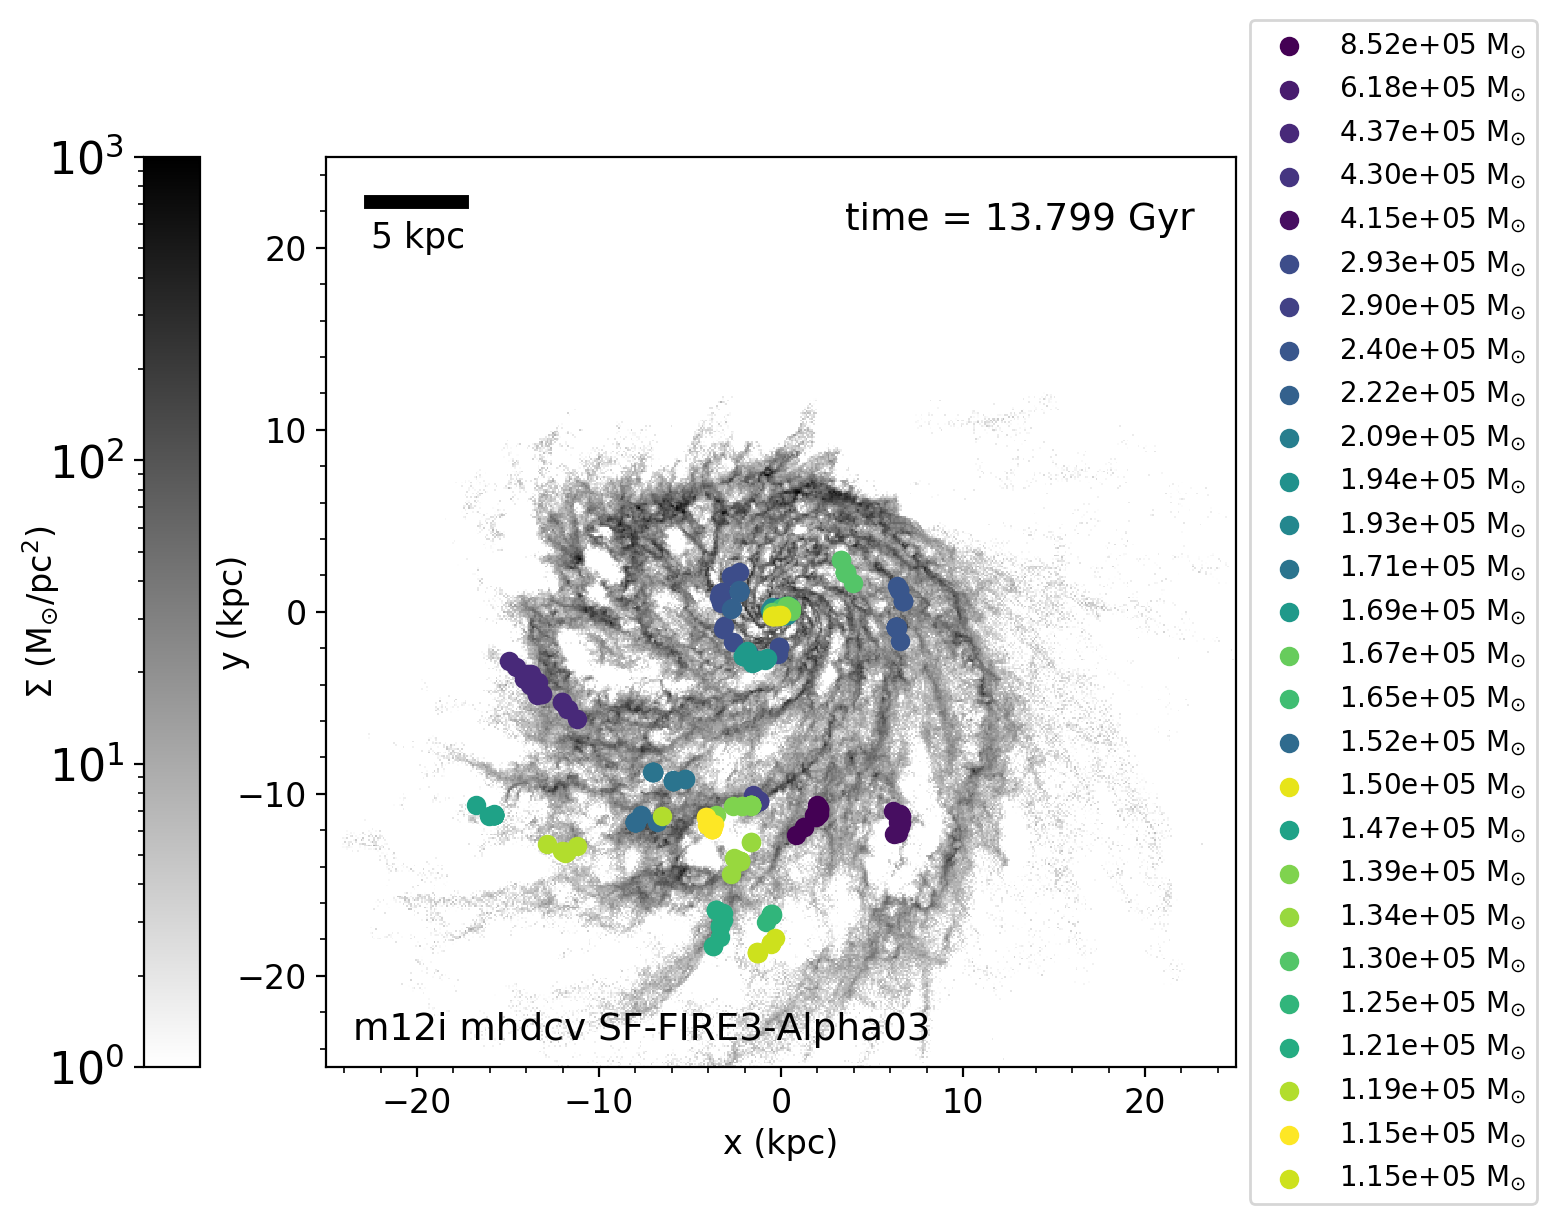 10³
10²
10¹
10⁰
Σ (M☉/pc²)
y (kpc)
20
10
0
−10
−20
5 kpc
time = 13.799 Gyr
m12i mhdcv SF-FIRE3-Alpha03
−20
−10
0
10
20
x (kpc)
8.52e+05 M☉
6.18e+05 M☉
4.37e+05 M☉
4.30e+05 M☉
4.15e+05 M☉
2.93e+05 M☉
2.90e+05 M☉
2.40e+05 M☉
2.22e+05 M☉
2.09e+05 M☉
1.94e+05 M☉
1.93e+05 M☉
1.71e+05 M☉
1.69e+05 M☉
1.67e+05 M☉
1.65e+05 M☉
1.52e+05 M☉
1.50e+05 M☉
1.47e+05 M☉
1.39e+05 M☉
1.34e+05 M☉
1.30e+05 M☉
1.25e+05 M☉
1.21e+05 M☉
1.19e+05 M☉
1.15e+05 M☉
1.15e+05 M☉